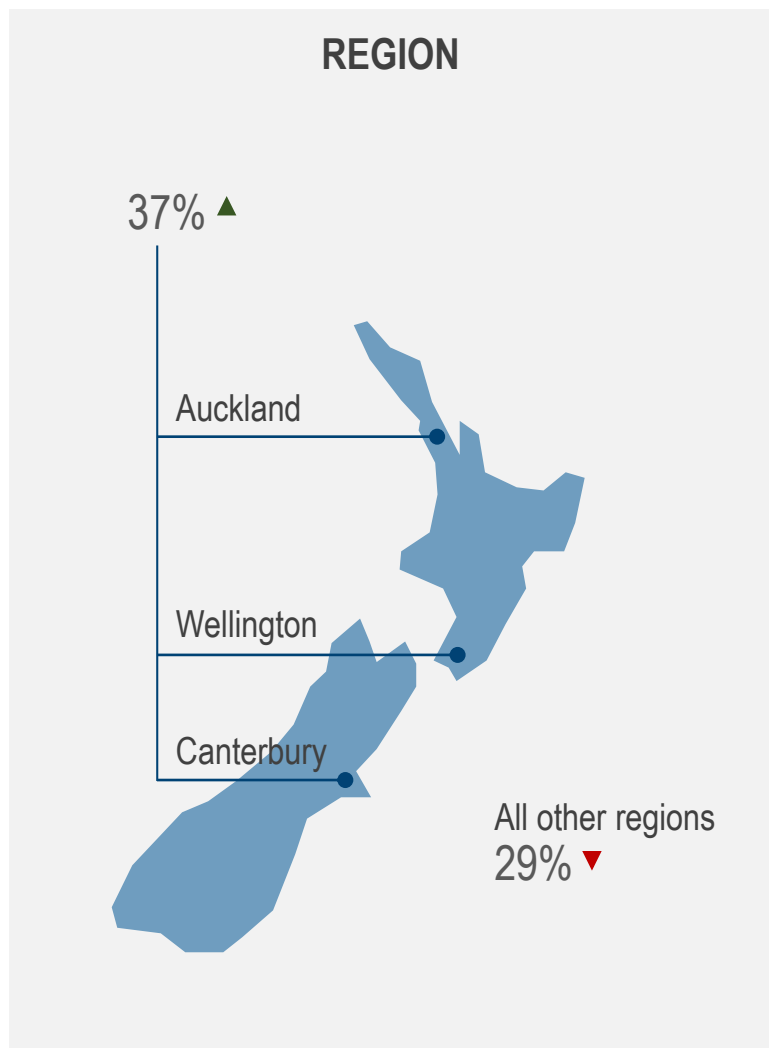 REGION
37% ▲
Auckland
Wellington
Canterbury
All other regions
29% ▼